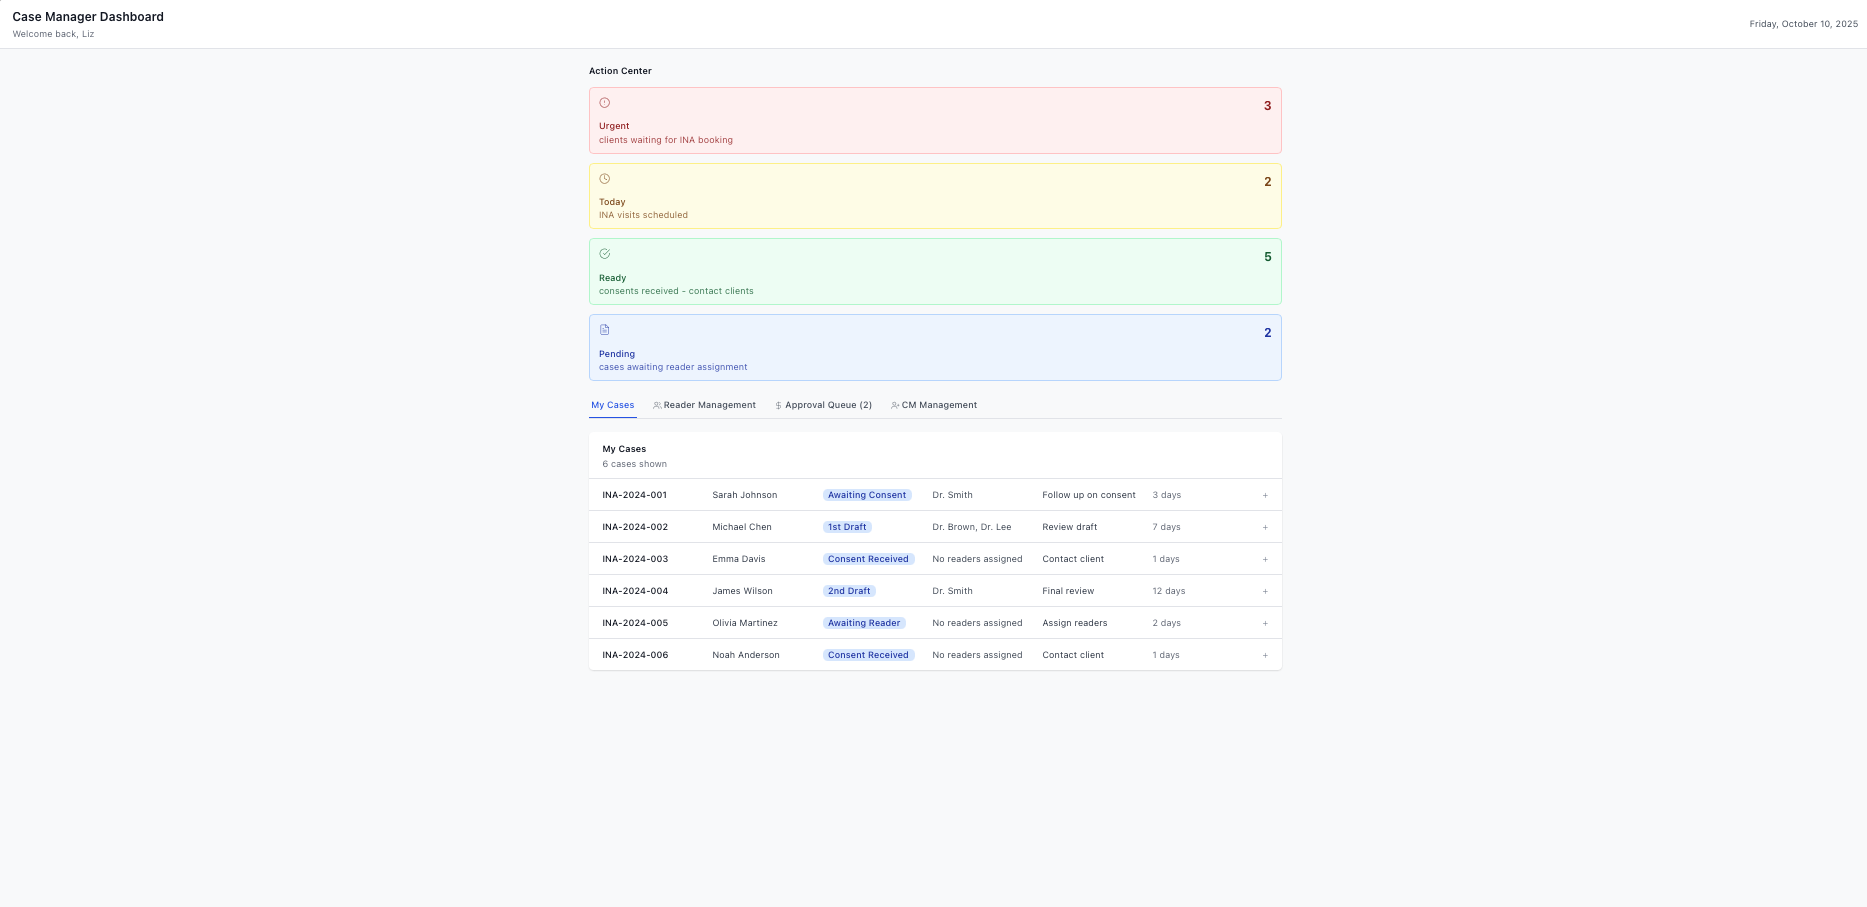 Case Manager Dashboard
Welcome back, Liz
Friday, October 10, 2025
Action Center
3
Urgent
clients waiting for INA booking
2
Today
INA visits scheduled
5
Ready
consents received - contact clients
2
Pending
cases awaiting reader assignment
My Cases Reader Management $ Approval Queue (2) CM Management
My Cases
6 cases shown
INA-2024-001 Sarah Johnson Awaiting Consent Dr. Smith Follow up on consent 3 days +
INA-2024-002 Michael Chen 1st Draft Dr. Brown, Dr. Lee Review draft 7 days +
INA-2024-003 Emma Davis Consent Received No readers assigned Contact client 1 days +
INA-2024-004 James Wilson 2nd Draft Dr. Smith Final review 12 days +
INA-2024-005 Olivia Martinez Awaiting Reader No readers assigned Assign readers 2 days +
INA-2024-006 Noah Anderson Consent Received No readers assigned Contact client 1 days +